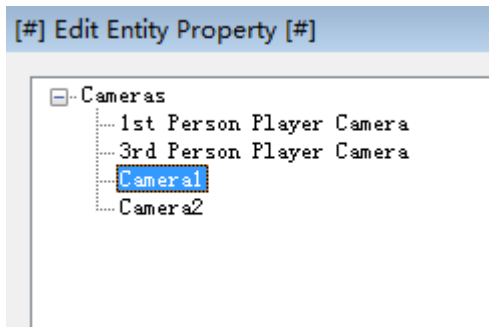 [#] Edit Entity Property [#]
Cameras
1st Person Player Camera
3rd Person Player Camera
Camera1
Camera2